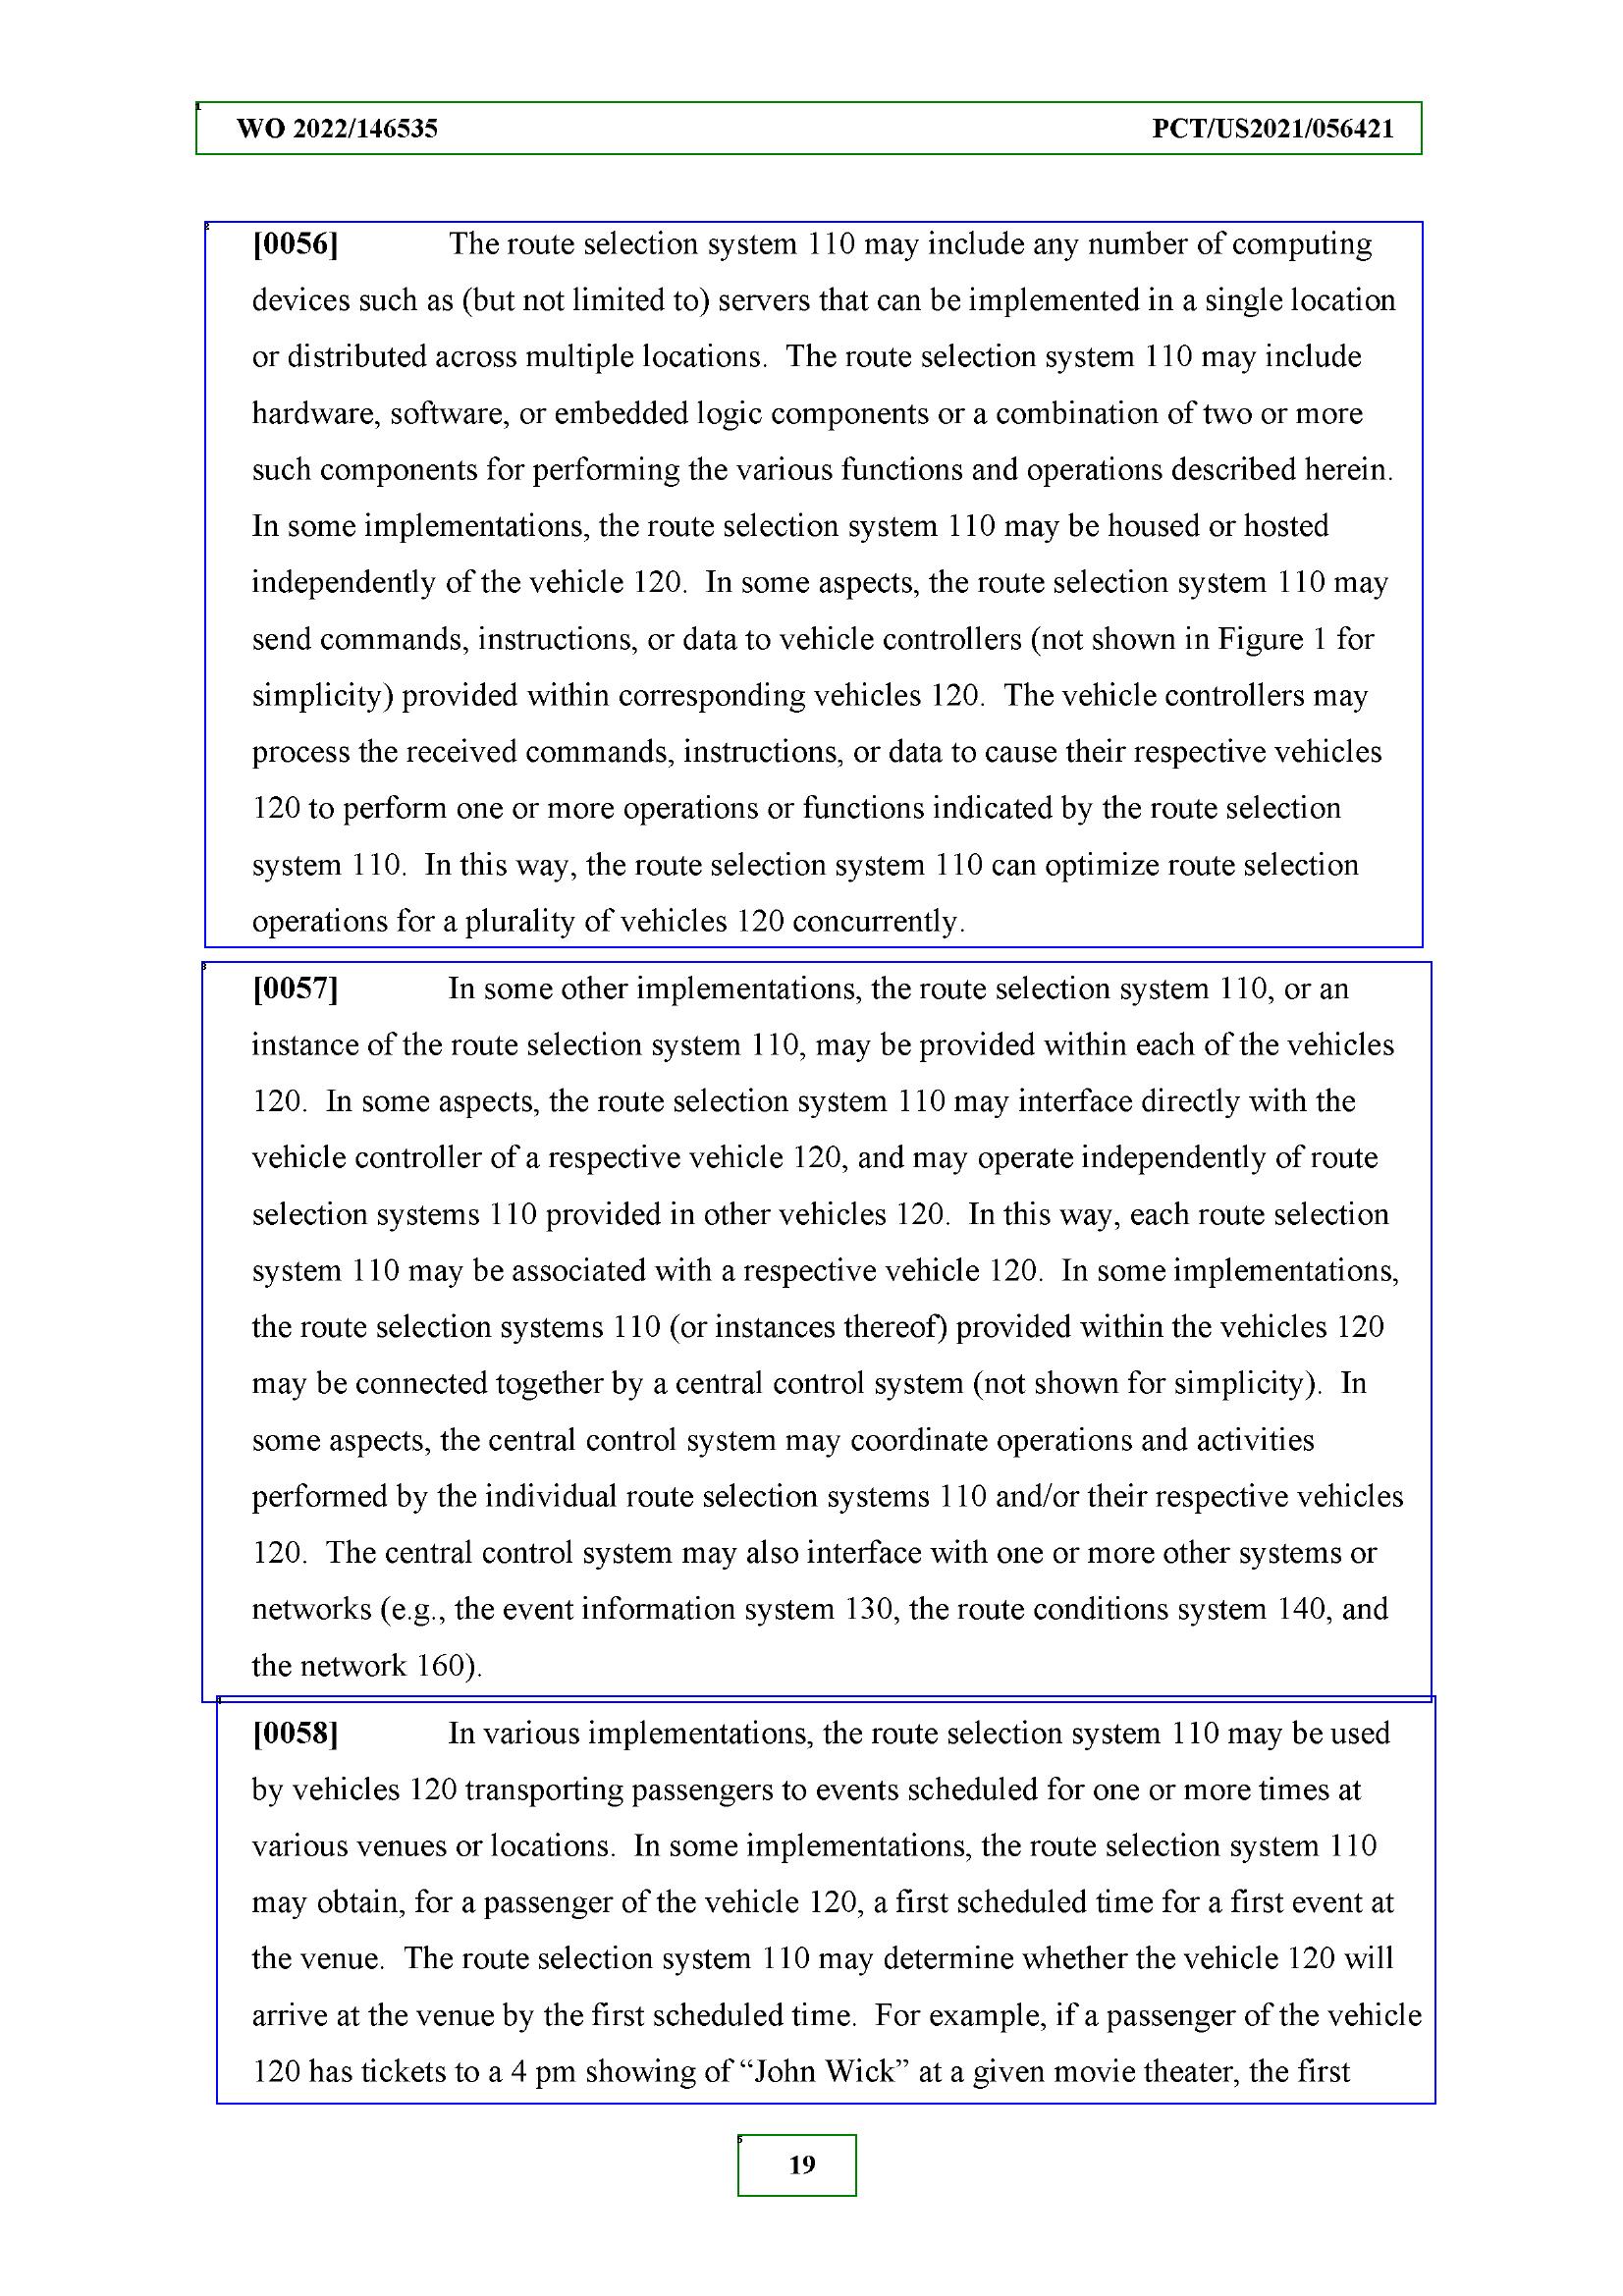 WO 2022/146535 PCT/US2021/056421
[0056] The route selection system 110 may include any number of computing
devices such as (but not limited to) servers that can be implemented in a single location
or distributed across multiple locations. The route selection system 110 may include
hardware, software, or embedded logic components or a combination of two or more
such components for performing the various functions and operations described herein.
In some implementations, the route selection system 110 may be housed or hosted
independently of the vehicle 120. In some aspects, the route selection system 110 may
send commands, instructions, or data to vehicle controllers (not shown in Figure 1 for
simplicity) provided within corresponding vehicles 120. The vehicle controllers may
process the received commands, instructions, or data to cause their respective vehicles
120 to perform one or more operations or functions indicated by the route selection
system 110. In this way, the route selection system 110 can optimize route selection
operations for a plurality of vehicles 120 concurrently.
[0057] In some other implementations, the route selection system 110, or an
instance of the route selection system 110, may be provided within each of the vehicles
120. In some aspects, the route selection system 110 may interface directly with the
vehicle controller of a respective vehicle 120, and may operate independently of route
selection systems 110 provided in other vehicles 120. In this way, each route selection
system 110 may be associated with a respective vehicle 120. In some implementations,
the route selection systems 110 (or instances thereof) provided within the vehicles 120
may be connected together by a central control system (not shown for simplicity). In
some aspects, the central control system may coordinate operations and activities
performed by the individual route selection systems 110 and/or their respective vehicles
120. The central control system may also interface with one or more other systems or
networks (e.g., the event information system 130, the route conditions system 140, and
the network 160).
[0058] In various implementations, the route selection system 110 may be used
by vehicles 120 transporting passengers to events scheduled for one or more times at
various venues or locations. In some implementations, the route selection system 110
may obtain, for a passenger of the vehicle 120, a first scheduled time for a first event at
the venue. The route selection system 110 may determine whether the vehicle 120 will
arrive at the venue by the first scheduled time. For example, if a passenger of the vehicle
120 has tickets to a 4 pm showing of “John Wick” at a given movie theater, the first
19